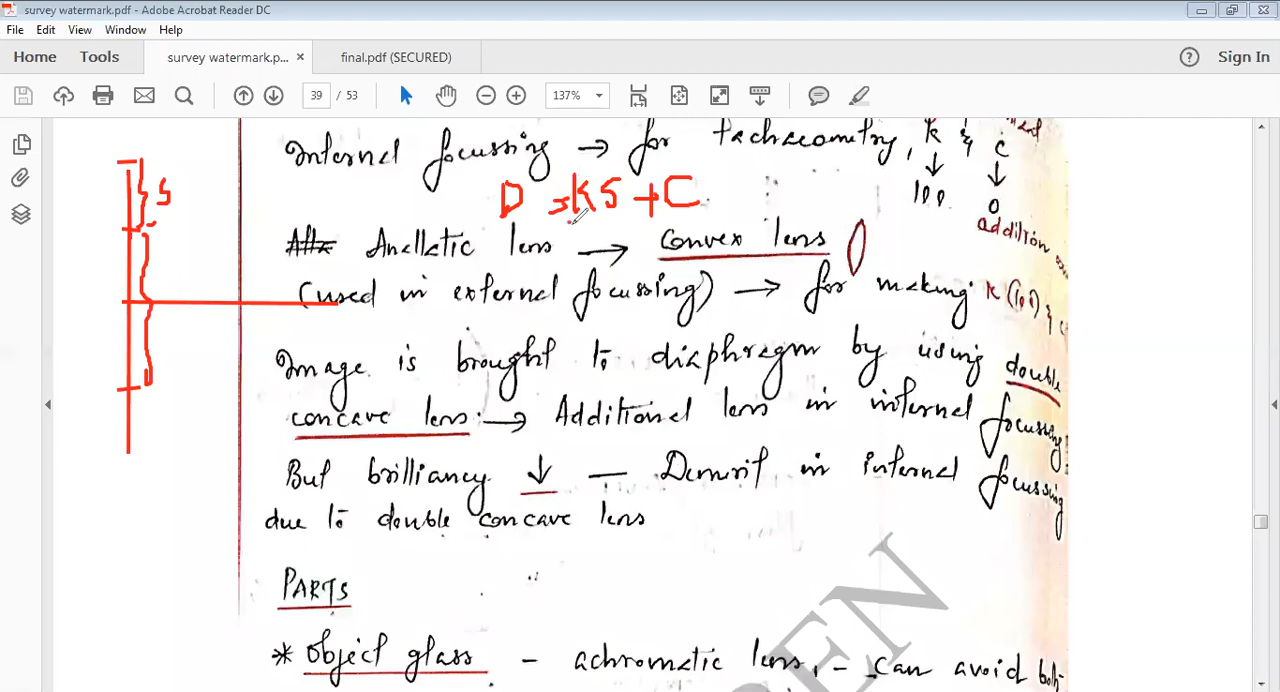 survey watermark.pdf - Adobe Acrobat Reader DC
File Edit View Window Help
Home Tools survey watermark.p... × final.pdf (SECURED) Sign In
39 / 53 137%
Internal focussing → for tacheometry, K & C
↓ ↓
100 0
D = KS + C
S
addition
Anallatic lens → Convex lens
(used in external focussing) → for making K (100) &
Image is brought to diaphragm by using double
concave lens. → Additional lens in internal focussing
But brilliancy ↓ — Demerit in internal focussing
due to double concave lens
PARTS
* Object glass - achromatic lens, - can avoid both
EEN